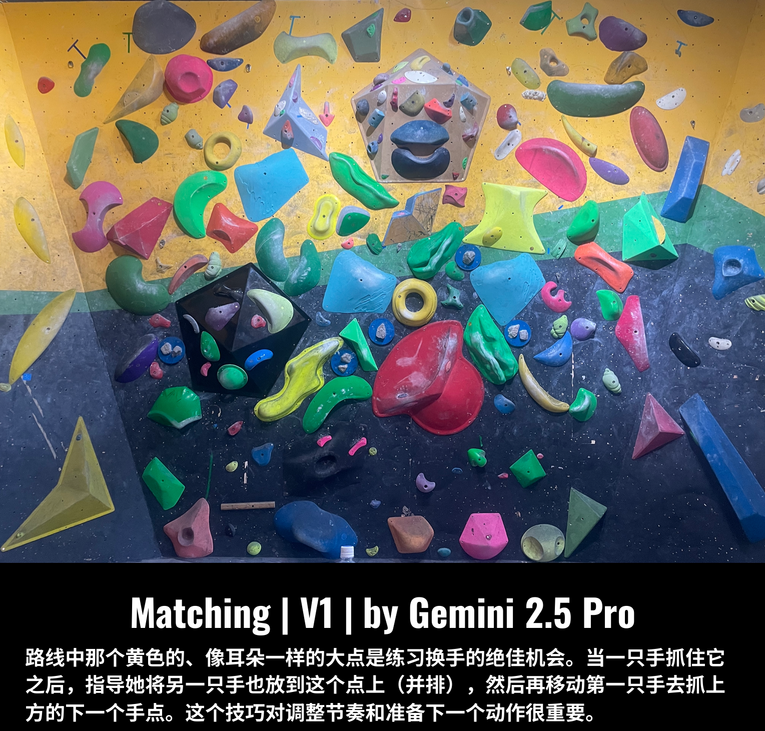 Matching | V1 | by Gemini 2.5 Pro
路线中那个黄色的、像耳朵一样的大点是练习换手的绝佳机会。当一只手抓住它
之后，指导她将另一只手也放到这个点上（并排），然后再移动第一只手去抓上
方的下一个手点。这个技巧对调整节奏和准备下一个动作很重要。